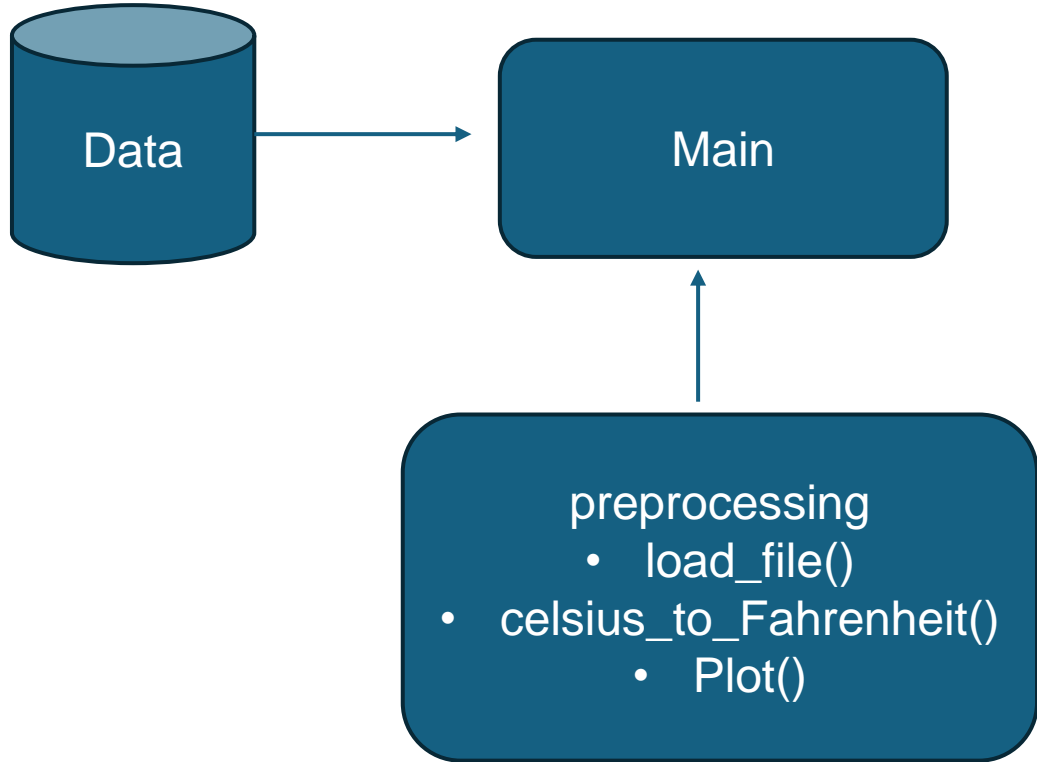 Data
Main
preprocessing
• load_file()
• celsius_to_Fahrenheit()
• Plot()